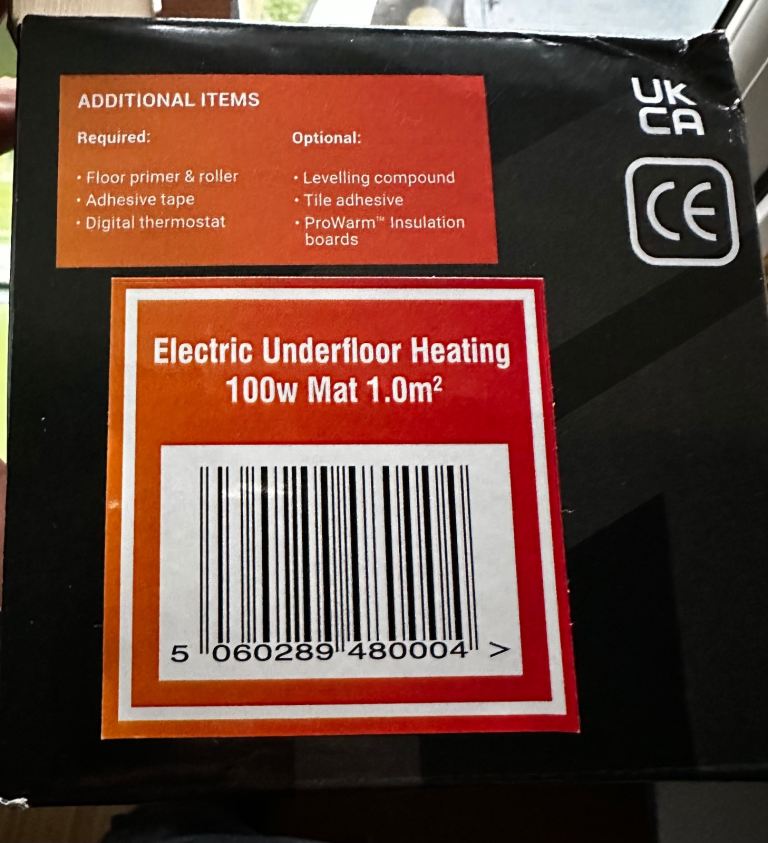 ADDITIONAL ITEMS
Required:
• Floor primer & roller
• Adhesive tape
• Digital thermostat
Optional:
• Levelling compound
• Tile adhesive
• ProWarm™ Insulation
boards
UK
CA
CE
Electric Underfloor Heating
100w Mat 1.0m²
5 060289 480004 >